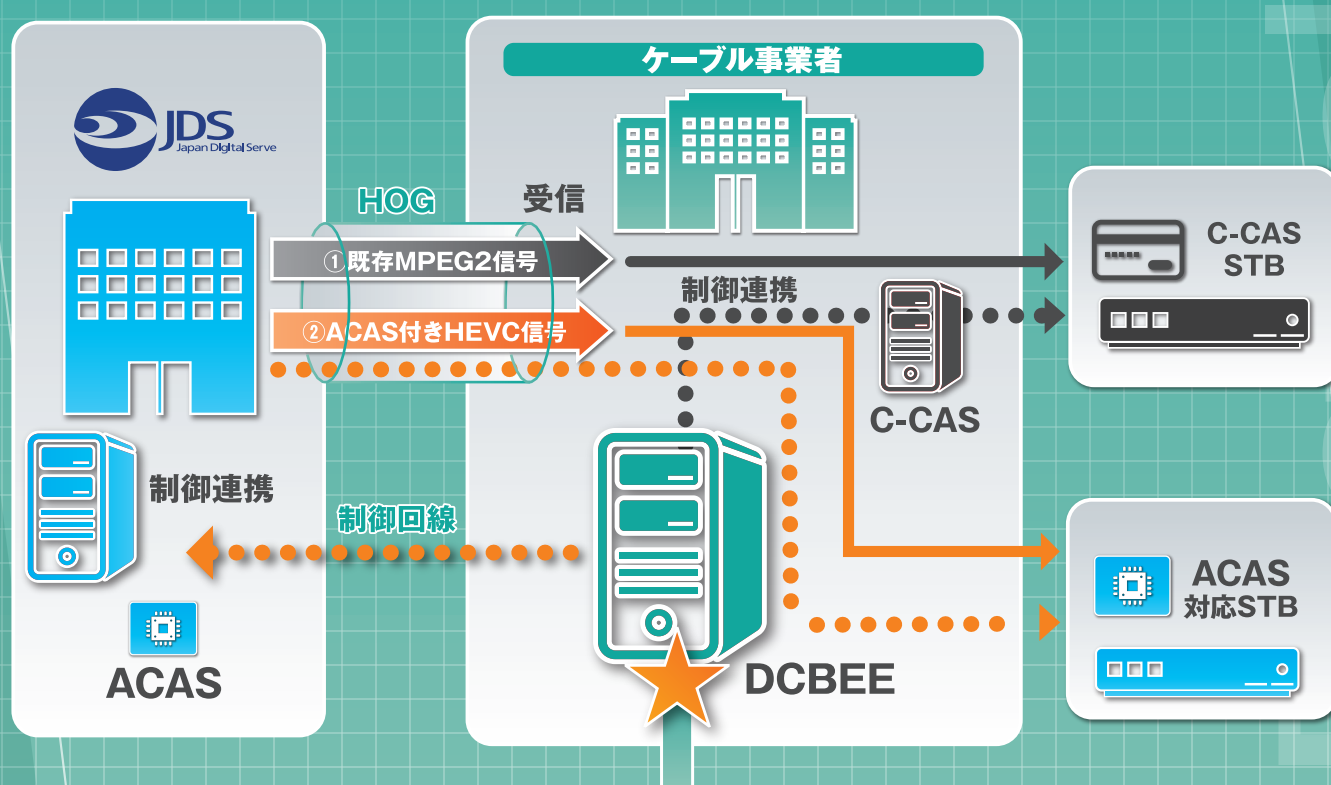 JDS
Japan Digital Serve
制御連携
ACAS
HOG
①既存MPEG2信号
②ACAS付きHEVC信号
制御回線
ケーブル事業者
受信
制御連携
C-CAS
DCBEE
C-CAS
STB
ACAS
対応STB